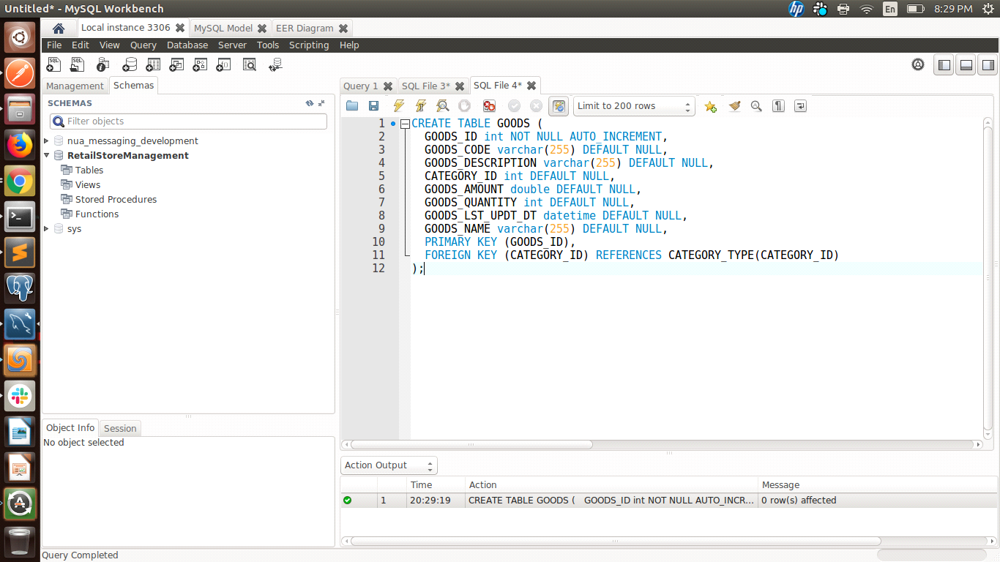 Untitled* - MySQL Workbench
En
8:29 PM
Local instance 3306
MySQL Model
EER Diagram
File Edit View Query Database Server Tools Scripting Help
Management
Schemas
SCHEMAS
Filter objects
nua_messaging_development
RetailStoreManagement
Tables
Views
Stored Procedures
Functions
sys
Object Info
Session
No object selected
Query 1
SQL File 3*
SQL File 4*
Limit to 200 rows
1 CREATE TABLE GOODS (
2 GOODS_ID int NOT NULL AUTO_INCREMENT,
3 GOODS_CODE varchar(255) DEFAULT NULL,
4 GOODS_DESCRIPTION varchar(255) DEFAULT NULL,
5 CATEGORY_ID int DEFAULT NULL,
6 GOODS_AMOUNT double DEFAULT NULL,
7 GOODS_QUANTITY int DEFAULT NULL,
8 GOODS_LST_UPDT_DT datetime DEFAULT NULL,
9 GOODS_NAME varchar(255) DEFAULT NULL,
10 PRIMARY KEY (GOODS_ID),
11 FOREIGN KEY (CATEGORY_ID) REFERENCES CATEGORY_TYPE(CATEGORY_ID)
12 );
Action Output
Time Action Message
1 20:29:19 CREATE TABLE GOODS ( GOODS_ID int NOT NULL AUTO_INCR... 0 row(s) affected
Query Completed